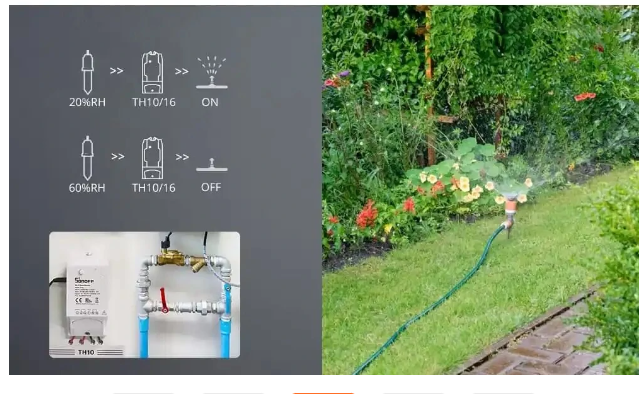 >> >>
20%RH TH10/16 ON
>> >>
60%RH TH10/16 OFF
SONOFF
TH10